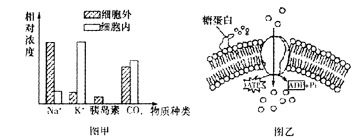 相对浓度
细胞外
细胞内
Na⁺ K⁺ 胰岛素 CO₂ 物质种类
图甲
糖蛋白
ATP
ADP+Pi
图乙